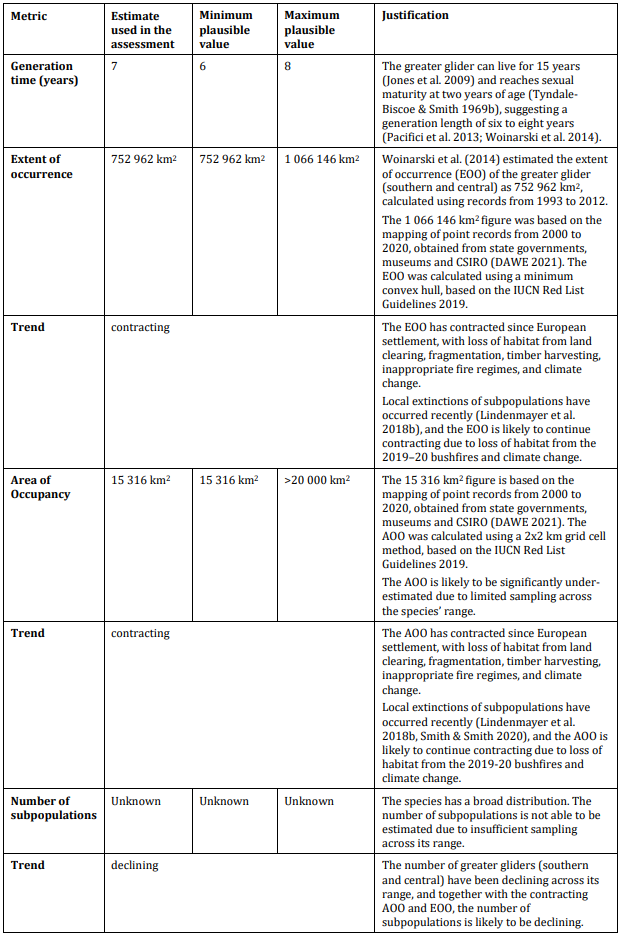 Metric
Estimate
used in the
assessment
Minimum
plausible
value
Maximum
plausible
value
Justification
Generation
time (years)
7
6
8
The greater glider can live for 15 years
(Jones et al. 2009) and reaches sexual
maturity at two years of age (Tyndale-
Biscoe & Smith 1969b), suggesting a
generation length of six to eight years
(Pacifici et al. 2013; Woinarski et al. 2014).
Extent of
occurrence
752 962 km²
752 962 km²
1 066 146 km²
Woinarski et al. (2014) estimated the extent
of occurrence (EOO) of the greater glider
(southern and central) as 752 962 km²,
calculated using records from 1993 to 2012.
The 1 066 146 km² figure was based on the
mapping of point records from 2000 to
2020, obtained from state governments,
museums and CSIRO (DAWE 2021). The
EOO was calculated using a minimum
convex hull, based on the IUCN Red List
Guidelines 2019.
Trend
contracting
The EOO has contracted since European
settlement, with loss of habitat from land
clearing, fragmentation, timber harvesting,
inappropriate fire regimes, and climate
change.
Local extinctions of subpopulations have
occurred recently (Lindenmayer et al.
2018b), and the EOO is likely to continue
contracting due to loss of habitat from the
2019–20 bushfires and climate change.
Area of
Occupancy
15 316 km²
15 316 km²
>20 000 km²
The 15 316 km² figure is based on the
mapping of point records from 2000 to
2020, obtained from state governments,
museums and CSIRO (DAWE 2021). The
AOO was calculated using a 2x2 km grid cell
method, based on the IUCN Red List
Guidelines 2019.
The AOO is likely to be significantly under-
estimated due to limited sampling across
the species' range.
Trend
contracting
The AOO has contracted since European
settlement, with loss of habitat from land
clearing, fragmentation, timber harvesting,
inappropriate fire regimes, and climate
change.
Local extinctions of subpopulations have
occurred recently (Lindenmayer et al.
2018b, Smith & Smith 2020), and the AOO is
likely to continue contracting due to loss of
habitat from the 2019-20 bushfires and
climate change.
Number of
subpopulations
Unknown
Unknown
Unknown
The species has a broad distribution. The
number of subpopulations is not able to be
estimated due to insufficient sampling
across its range.
Trend
declining
The number of greater gliders (southern
and central) have been declining across its
range, and together with the contracting
AOO and EOO, the number of
subpopulations is likely to be declining.